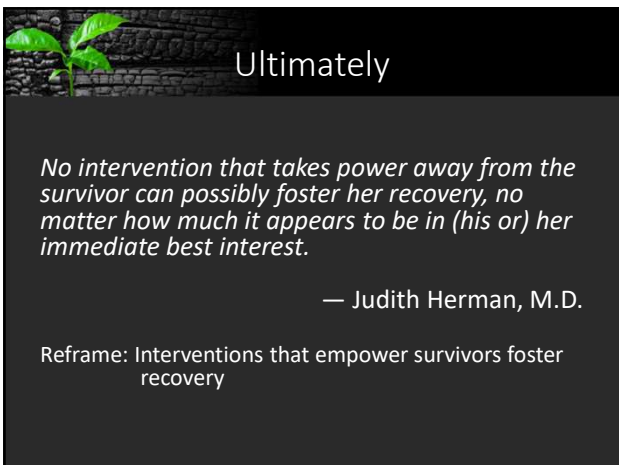 Ultimately
No intervention that takes power away from the
survivor can possibly foster her recovery, no
matter how much it appears to be in (his or) her
immediate best interest.
— Judith Herman, M.D.
Reframe: Interventions that empower survivors foster
recovery